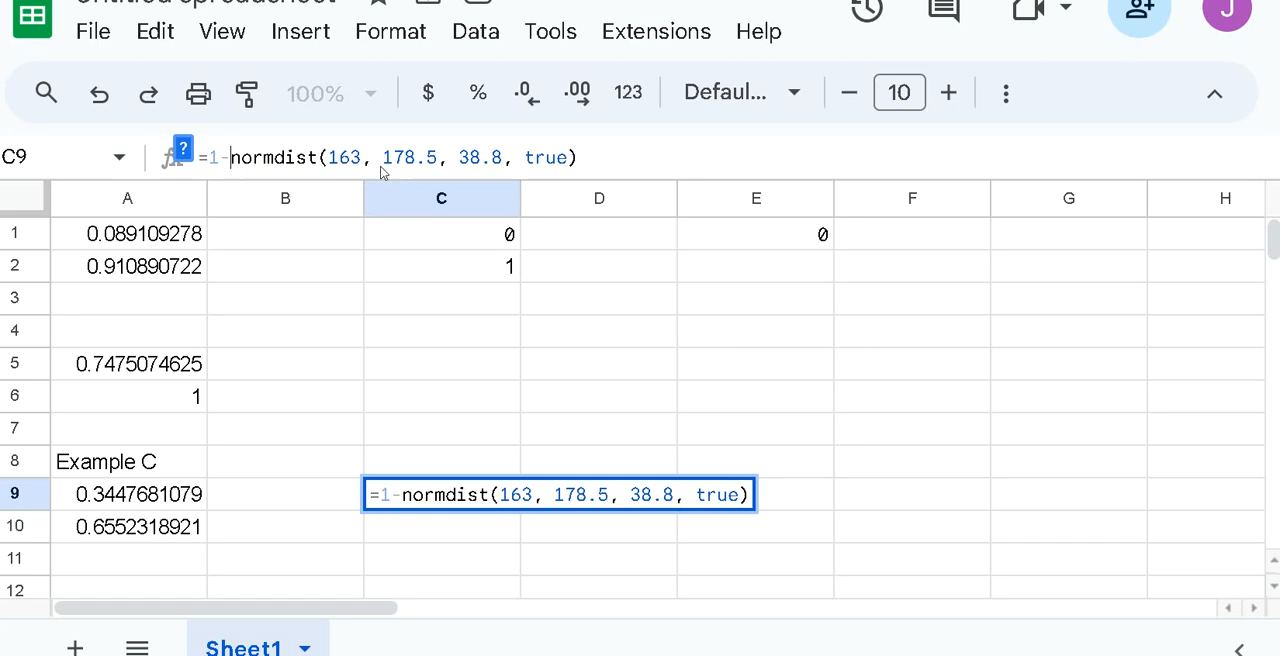 Untitled spreadsheet
File Edit View Insert Format Data Tools Extensions Help
J
100% $ % .0 .00 123 Defaul... 10
C9 fx ? =1-normdist(163, 178.5, 38.8, true)
A B C D E F G H
1 0.089109278 0 0
2 0.910890722 1
3
4
5 0.7475074625
6 1
7
8 Example C
9 0.3447681079 =1-normdist(163, 178.5, 38.8, true)
10 0.6552318921
11
12
Sheet1